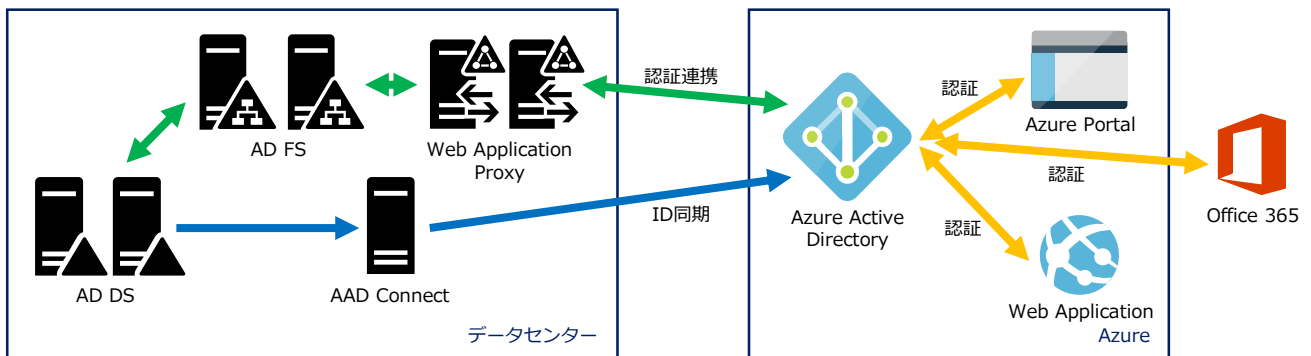 AD FS
Web Application
Proxy
AD DS
AAD Connect
データセンター
認証連携
ID同期
Azure Active
Directory
認証
Azure Portal
認証
認証
Web Application
Azure
Office 365